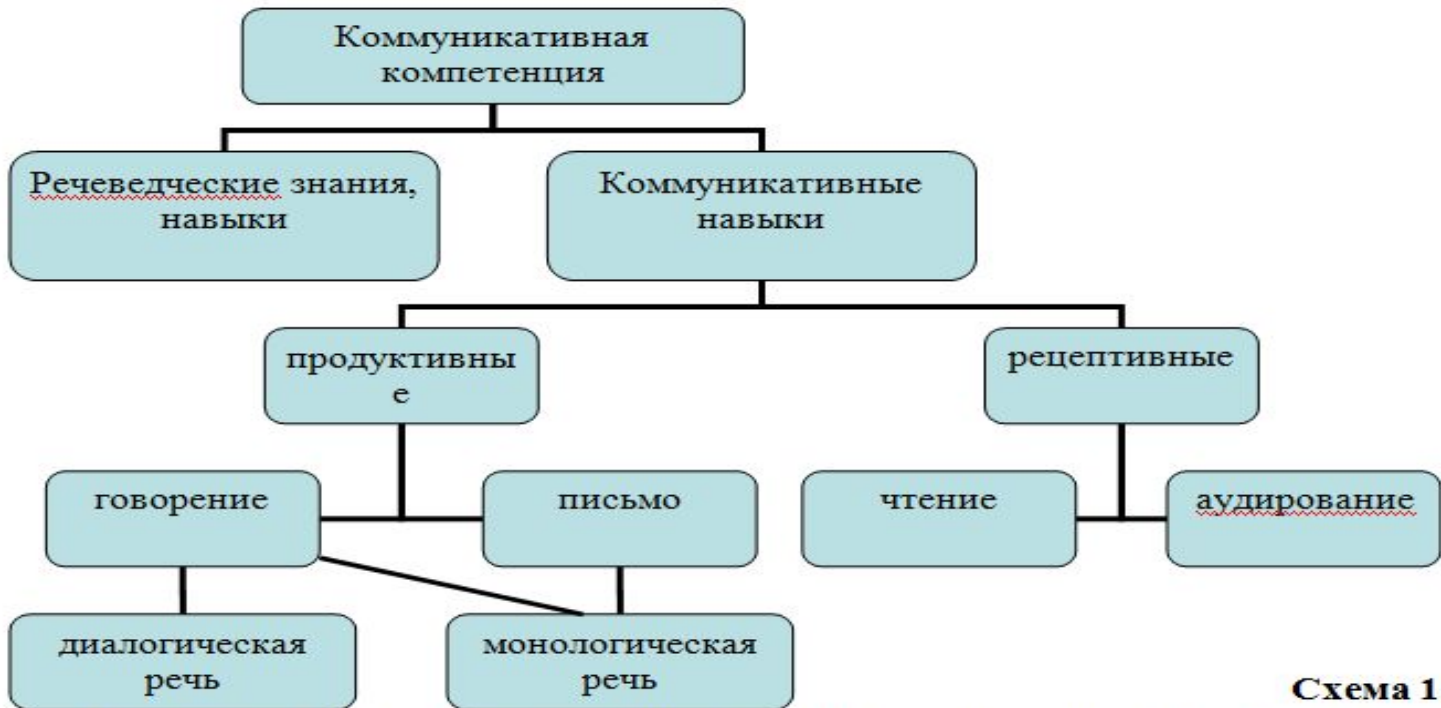 Коммуникативная
компетенция
Речеведческие знания,
навыки
Коммуникативные
навыки
продуктивны
е
рецептивные
говорение
письмо
чтение
аудирование
диалогическая
речь
монологическая
речь
Схема 1